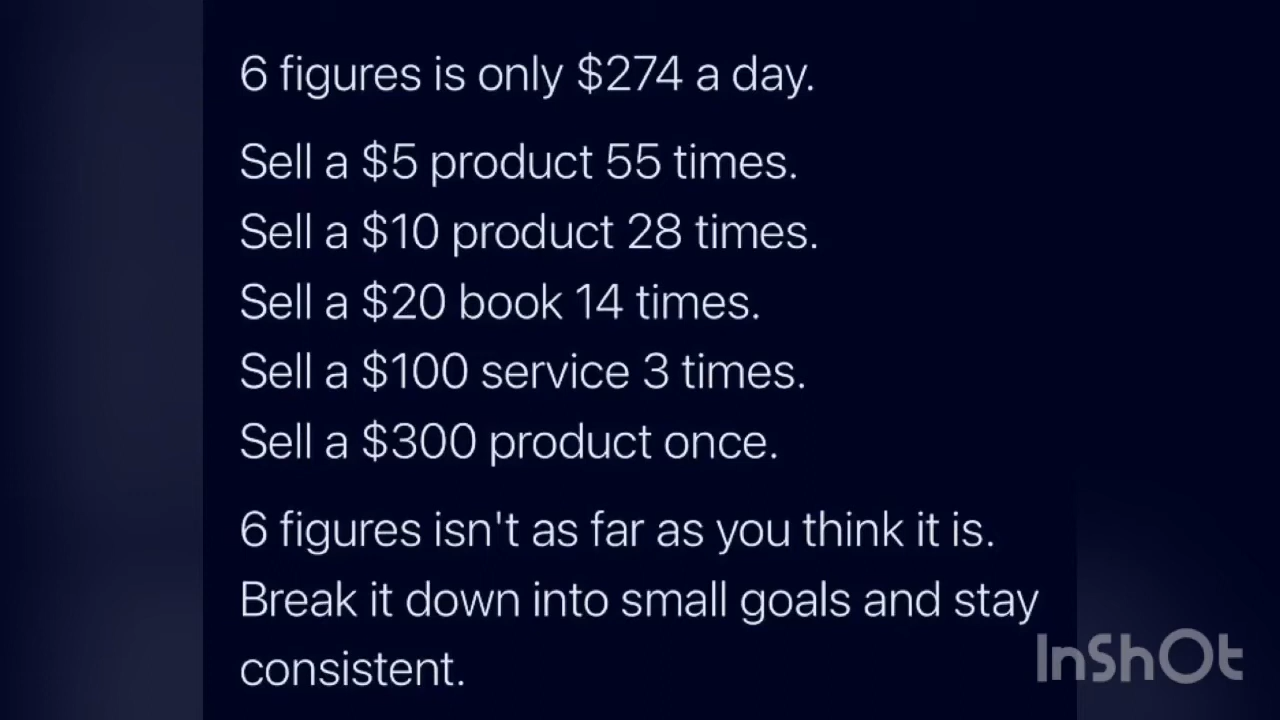 6 figures is only $274 a day.
Sell a $5 product 55 times.
Sell a $10 product 28 times.
Sell a $20 book 14 times.
Sell a $100 service 3 times.
Sell a $300 product once.
6 figures isn't as far as you think it is.
Break it down into small goals and stay
consistent.
InShOt